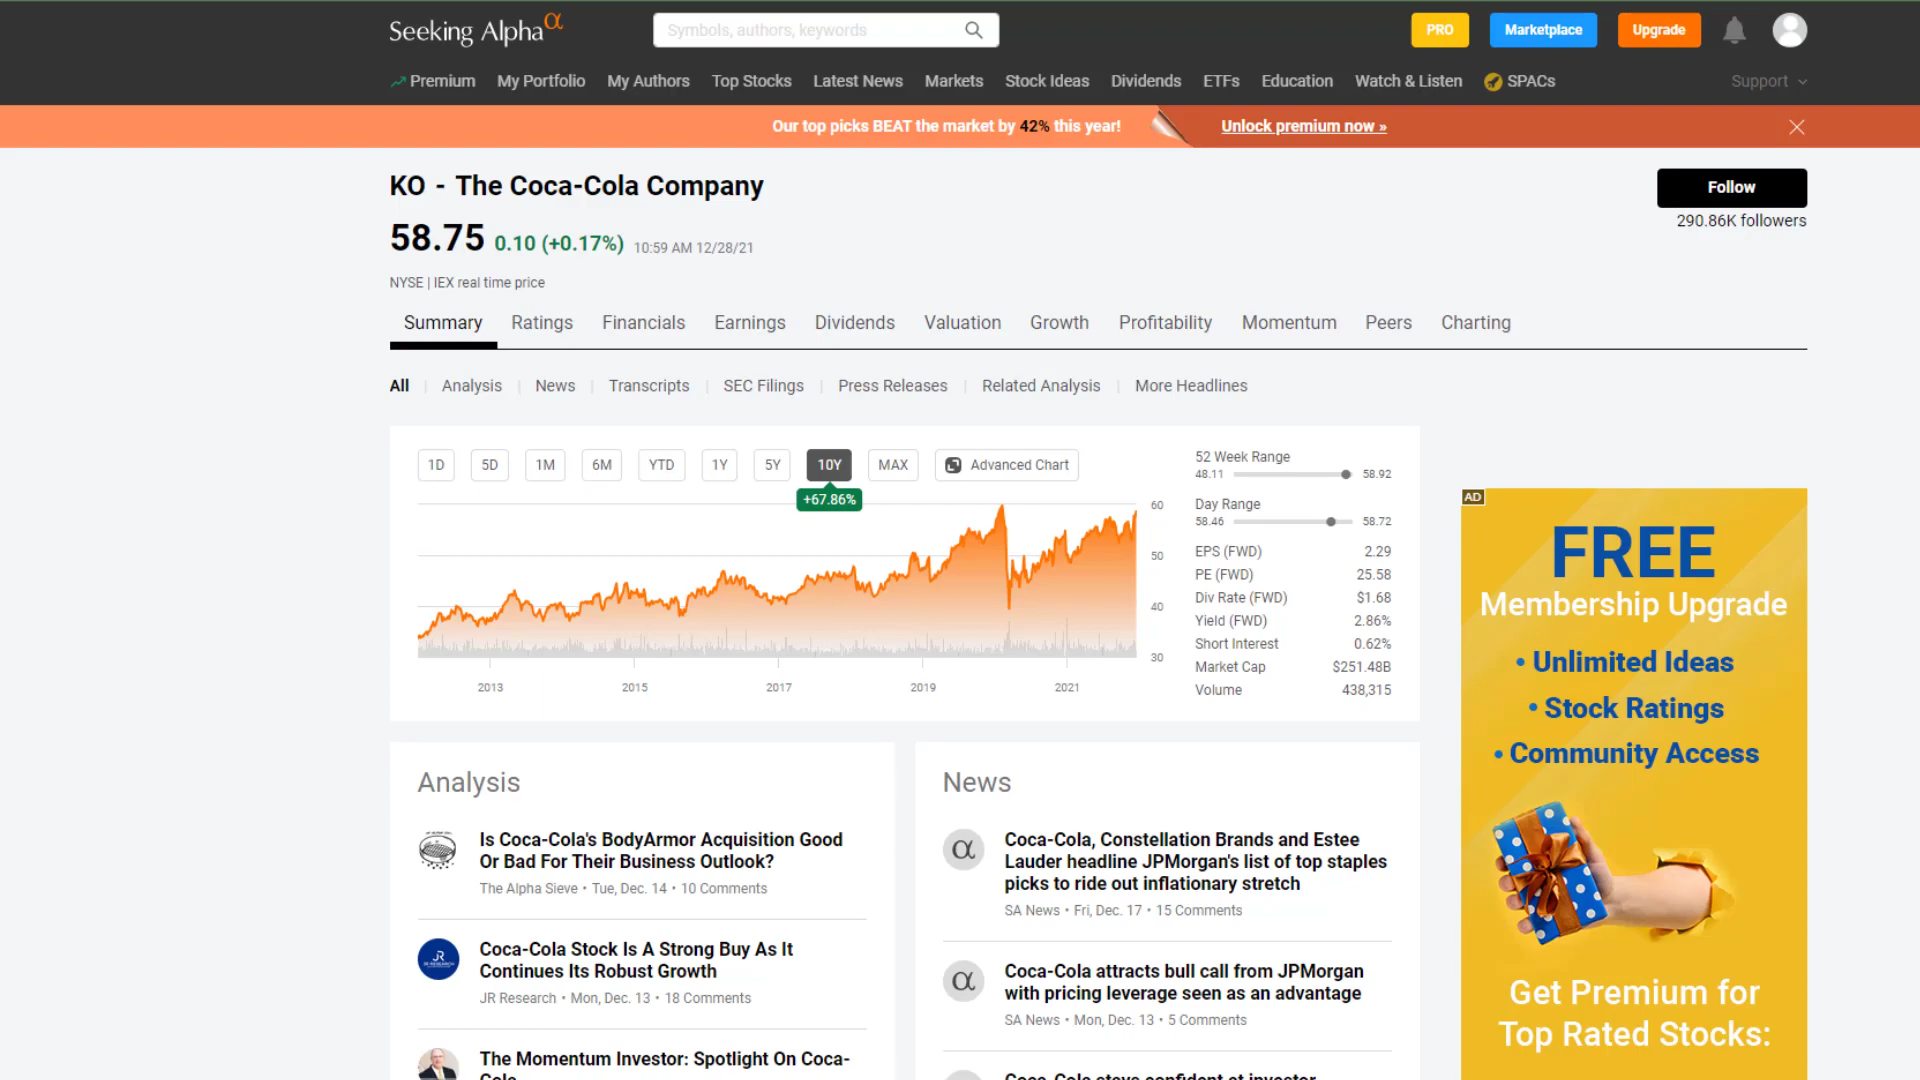 Seeking Alpha α
Symbols, authors, keywords
PRO
Marketplace
Upgrade
Premium My Portfolio My Authors Top Stocks Latest News Markets Stock Ideas Dividends ETFs Education Watch & Listen SPACs Support
Our top picks BEAT the market by 42% this year! Unlock premium now »
KO - The Coca-Cola Company
Follow
290.86K followers
58.75 0.10 (+0.17%) 10:59 AM 12/28/21
NYSE | IEX real time price
Summary Ratings Financials Earnings Dividends Valuation Growth Profitability Momentum Peers Charting
All | Analysis | News | Transcripts | SEC Filings | Press Releases | Related Analysis | More Headlines
1D 5D 1M 6M YTD 1Y 5Y 10Y MAX Advanced Chart
+67.86%
60
50
40
30
2013 2015 2017 2019 2021
52 Week Range
48.11 58.92
Day Range
58.46 58.72
EPS (FWD) 2.29
PE (FWD) 25.58
Div Rate (FWD) $1.68
Yield (FWD) 2.86%
Short Interest 0.62%
Market Cap $251.48B
Volume 438,315
Analysis
Is Coca-Cola's BodyArmor Acquisition Good
Or Bad For Their Business Outlook?
The Alpha Sieve • Tue, Dec. 14 • 10 Comments
JR
Coca-Cola Stock Is A Strong Buy As It
Continues Its Robust Growth
JR Research • Mon, Dec. 13 • 18 Comments
The Momentum Investor: Spotlight On Coca-
Cola
News
α
Coca-Cola, Constellation Brands and Estee
Lauder headline JPMorgan's list of top staples
picks to ride out inflationary stretch
SA News • Fri, Dec. 17 • 15 Comments
α
Coca-Cola attracts bull call from JPMorgan
with pricing leverage seen as an advantage
SA News • Mon, Dec. 13 • 5 Comments
Coca-Cola stays confident at investor
AD
FREE
Membership Upgrade
• Unlimited Ideas
• Stock Ratings
• Community Access
Get Premium for
Top Rated Stocks: